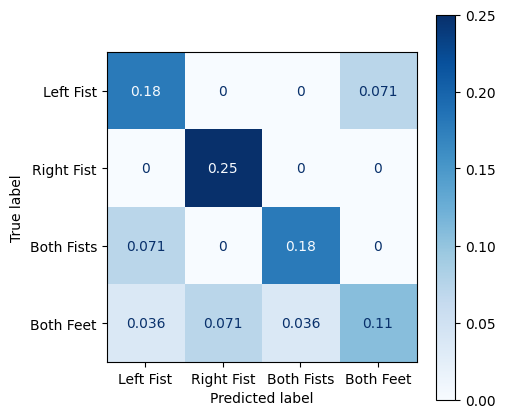 0.25
Left Fist 0.18 0 0 0.071
0.20
Right Fist 0 0.25 0 0
0.15
True label
Both Fists 0.071 0 0.18 0
0.10
Both Feet 0.036 0.071 0.036 0.11
0.05
Left Fist Right Fist Both Fists Both Feet
Predicted label
0.00